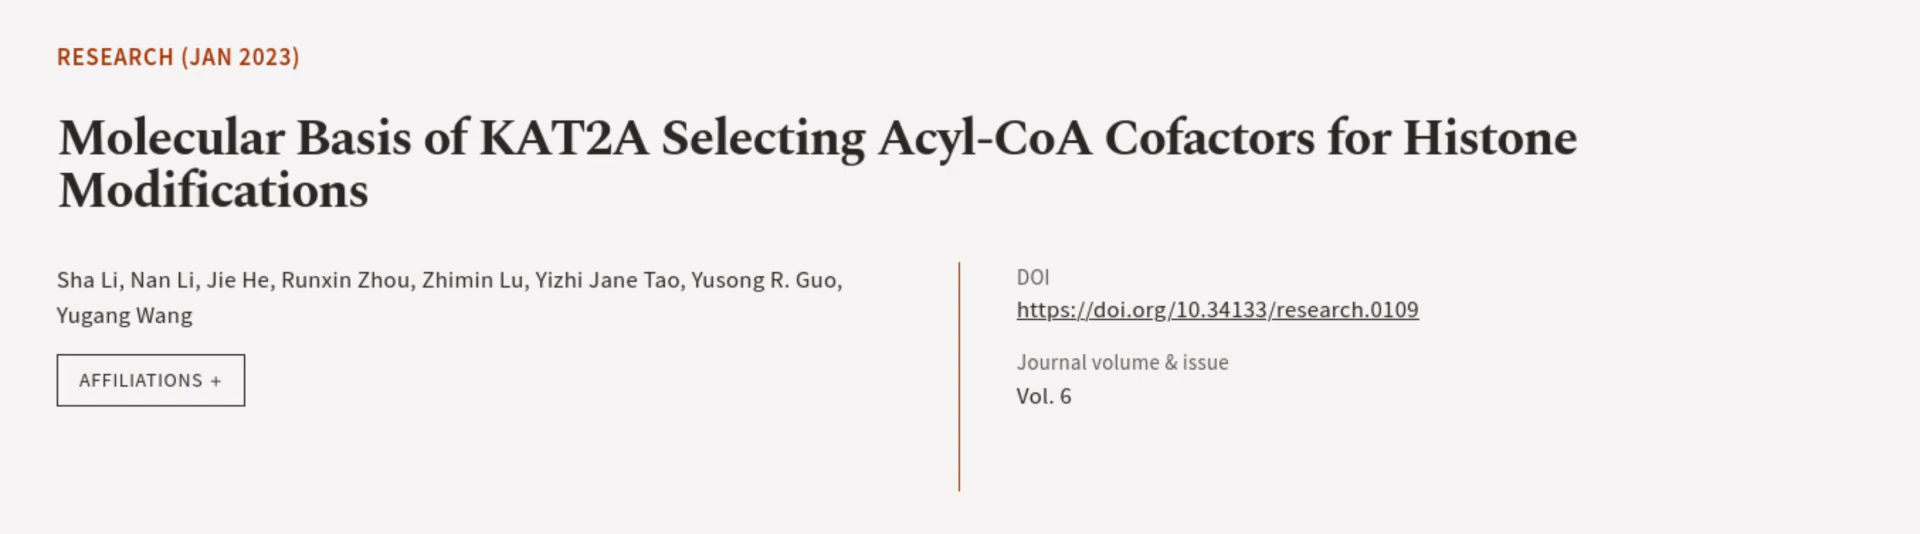 RESEARCH (JAN 2023)
Molecular Basis of KAT2A Selecting Acyl-CoA Cofactors for Histone
Modifications
Sha Li, Nan Li, Jie He, Runxin Zhou, Zhimin Lu, Yizhi Jane Tao, Yusong R. Guo,
Yugang Wang
AFFILIATIONS +
DOI
https://doi.org/10.34133/research.0109
Journal volume & issue
Vol. 6